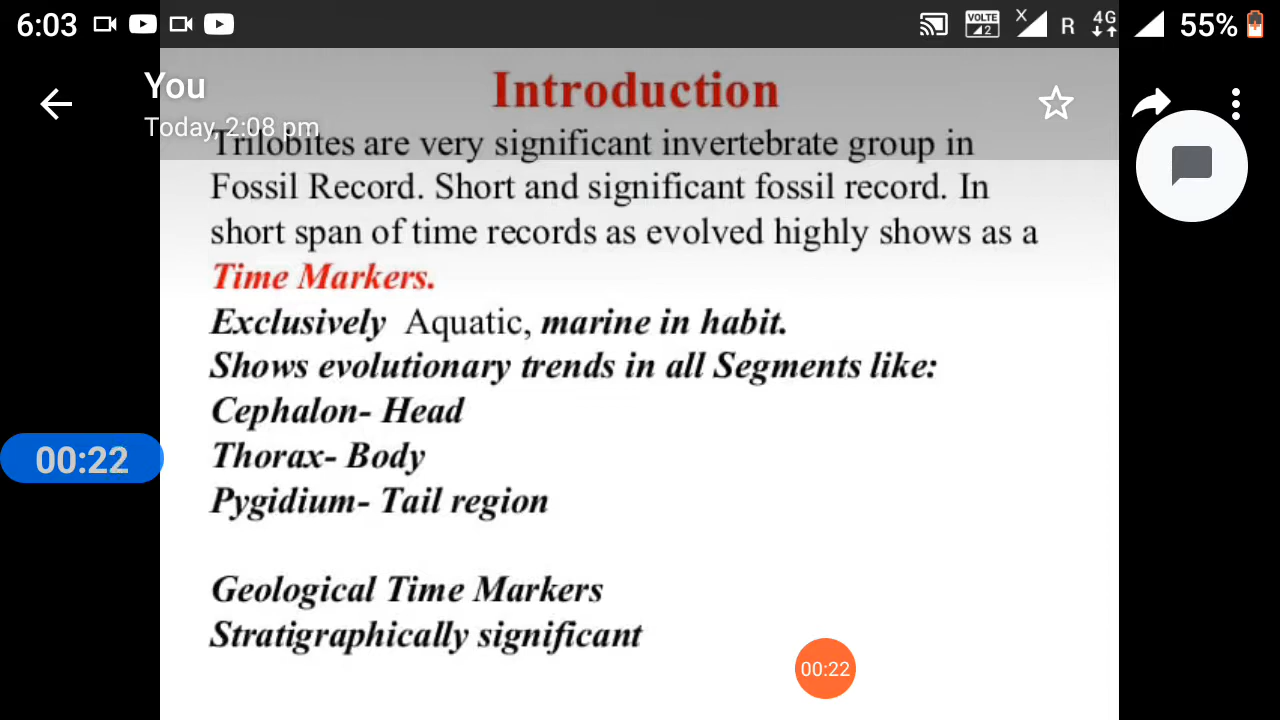 6:03 VOLTE 2 X R 4G 55%
You
Today, 2:08 pm
Introduction
Trilobites are very significant invertebrate group in
Fossil Record. Short and significant fossil record. In
short span of time records as evolved highly shows as a
Time Markers.
Exclusively Aquatic, marine in habit.
Shows evolutionary trends in all Segments like:
Cephalon- Head
Thorax- Body
00:22
Pygidium- Tail region
Geological Time Markers
Stratigraphically significant
00:22